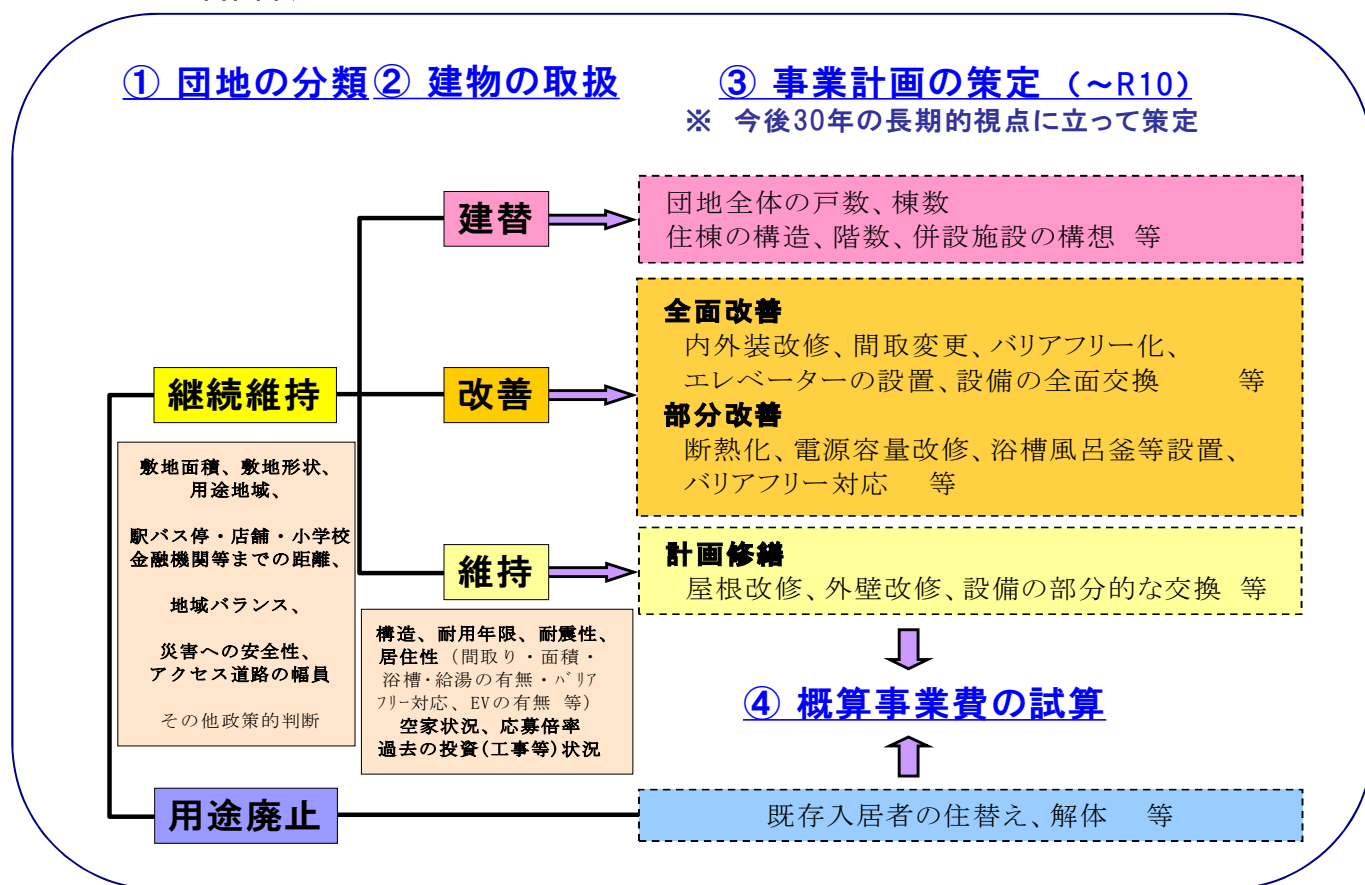 ① 団地の分類
② 建物の取扱
③ 事業計画の策定 (～R10)
※ 今後30年の長期的視点に立って策定
建替
団地全体の戸数、棟数
住棟の構造、階数、併設施設の構想 等
全面改善
内外装改修、間取変更、バリアフリー化、
エレベーターの設置、設備の全面交換 等
継続維持
改善
部分改善
断熱化、電源容量改修、浴槽風呂釜等設置、
バリアフリー対応 等
敷地面積、敷地形状、
用途地域、
駅バス停・店舗・小学校
金融機関等までの距離、
地域バランス、
災害への安全性、
アクセス道路の幅員
その他政策的判断
維持
計画修繕
屋根改修、外壁改修、設備の部分的な交換 等
構造、耐用年限、耐震性、
居住性（間取り・面積・
浴槽・給湯の有無・ﾊﾞﾘｱ
ﾌﾘｰ対応、EVの有無 等）
空家状況、応募倍率
過去の投資(工事等)状況
④ 概算事業費の試算
用途廃止
既存入居者の住替え、解体 等